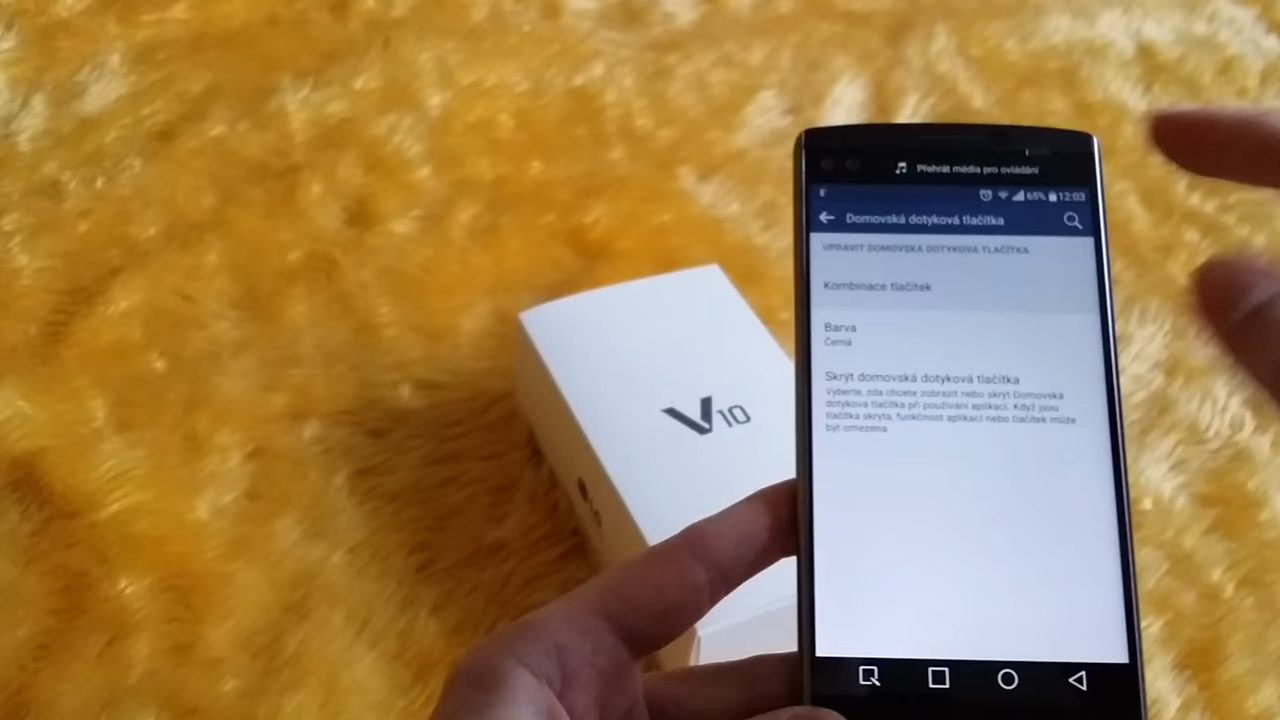 Přehrát média pro ovládání
65% 12:03
Domovská dotyková tlačítka
UPRAVIT DOMOVSKÁ DOTYKOVÁ TLAČÍTKA
Kombinace tlačítek
Barva
Černá
Skrýt domovská dotyková tlačítka
Vyberte, zda chcete zobrazit nebo skrýt Domovská
dotyková tlačítka při používání aplikací. Když jsou
tlačítka skryta, funkčnost aplikací nebo tlačítek může
být omezena
V10
LG